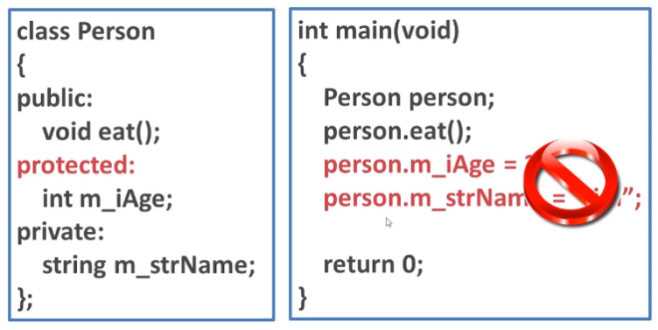 class Person
{
public:
void eat();
protected:
int m_iAge;
private:
string m_strName;
};
int main(void)
{
Person person;
person.eat();
person.m_iAge =
person.m_strNam = ”;
return 0;
}